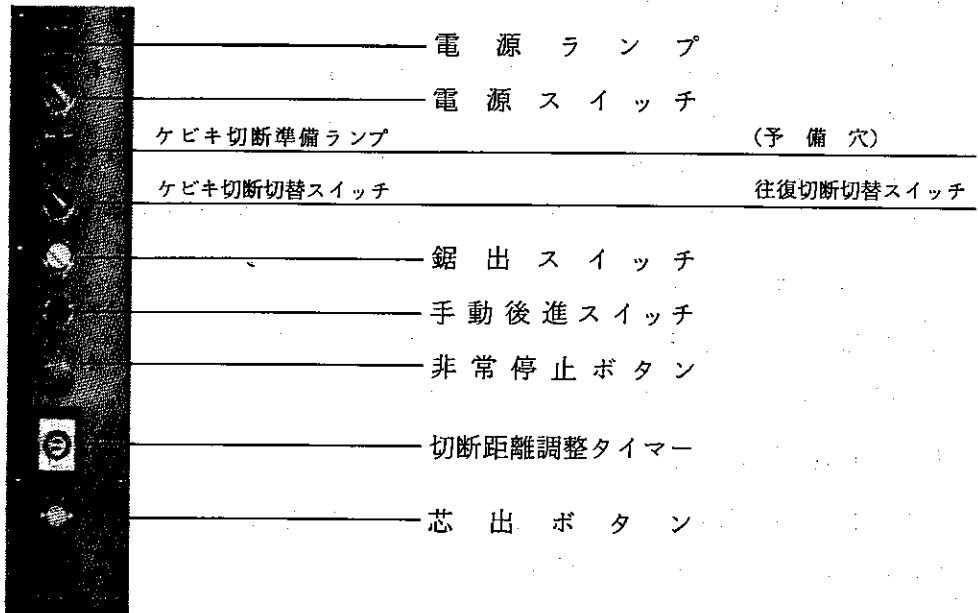 電源ランプ
電源スイッチ
ケビキ切断準備ランプ (予備穴)
ケビキ切断切替スイッチ 往復切断切替スイッチ
鋸出スイッチ
手動後進スイッチ
非常停止ボタン
切断距離調整タイマー
芯出ボタン